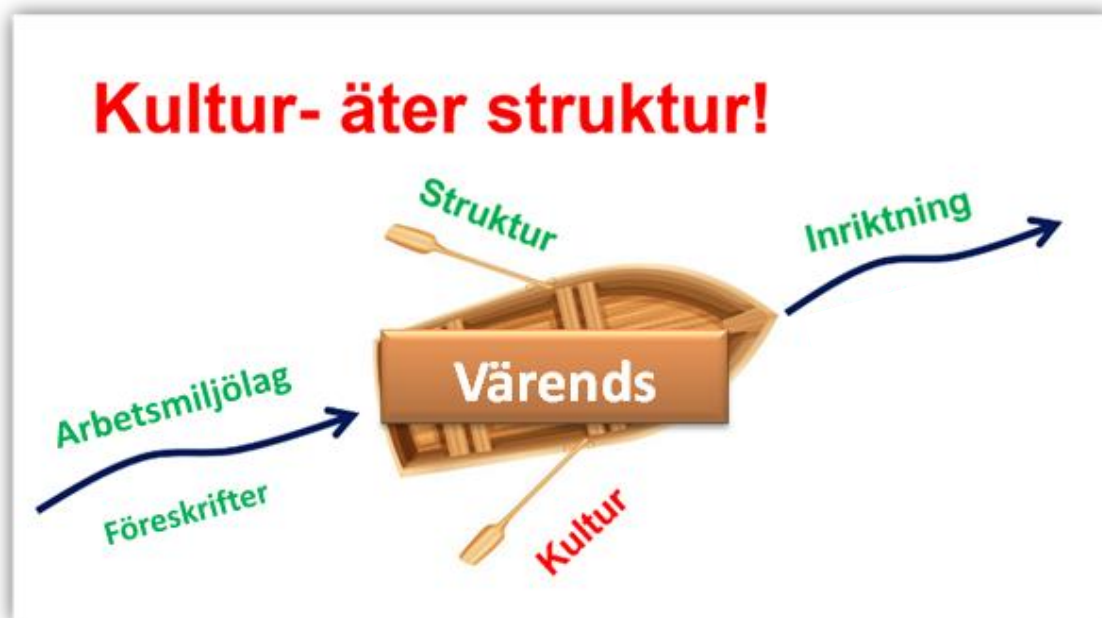 Kultur- äter struktur!
Struktur
Inriktning
Värends
Arbetsmiljölag
Föreskrifter
Kultur